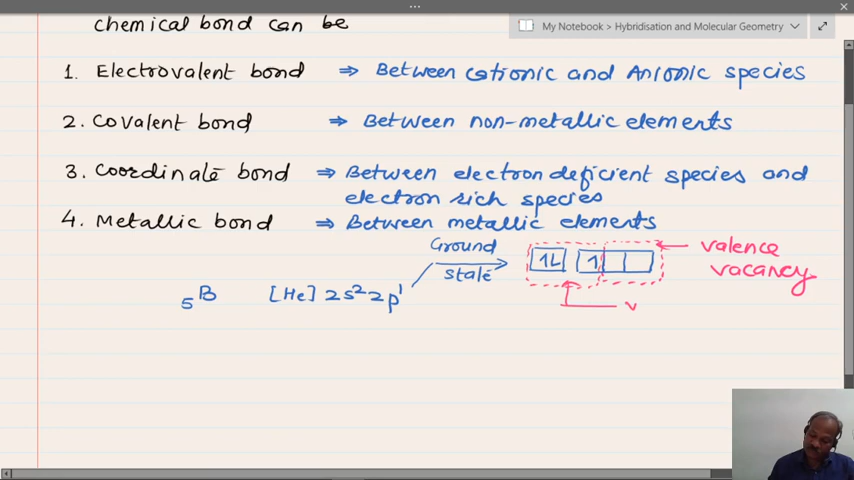 chemical bond can be
My Notebook > Hybridisation and Molecular Geometry
1. Electrovalent bond ⇒ Between cationic and Anionic species
2. Covalent bond ⇒ Between non-metallic elements
3. Coordinate bond ⇒ Between electron deficient species and
electron rich species
4. Metallic bond ⇒ Between metallic elements
Ground
state
valence
vacancy
1L 1
₅B [He] 2s² 2p¹
v